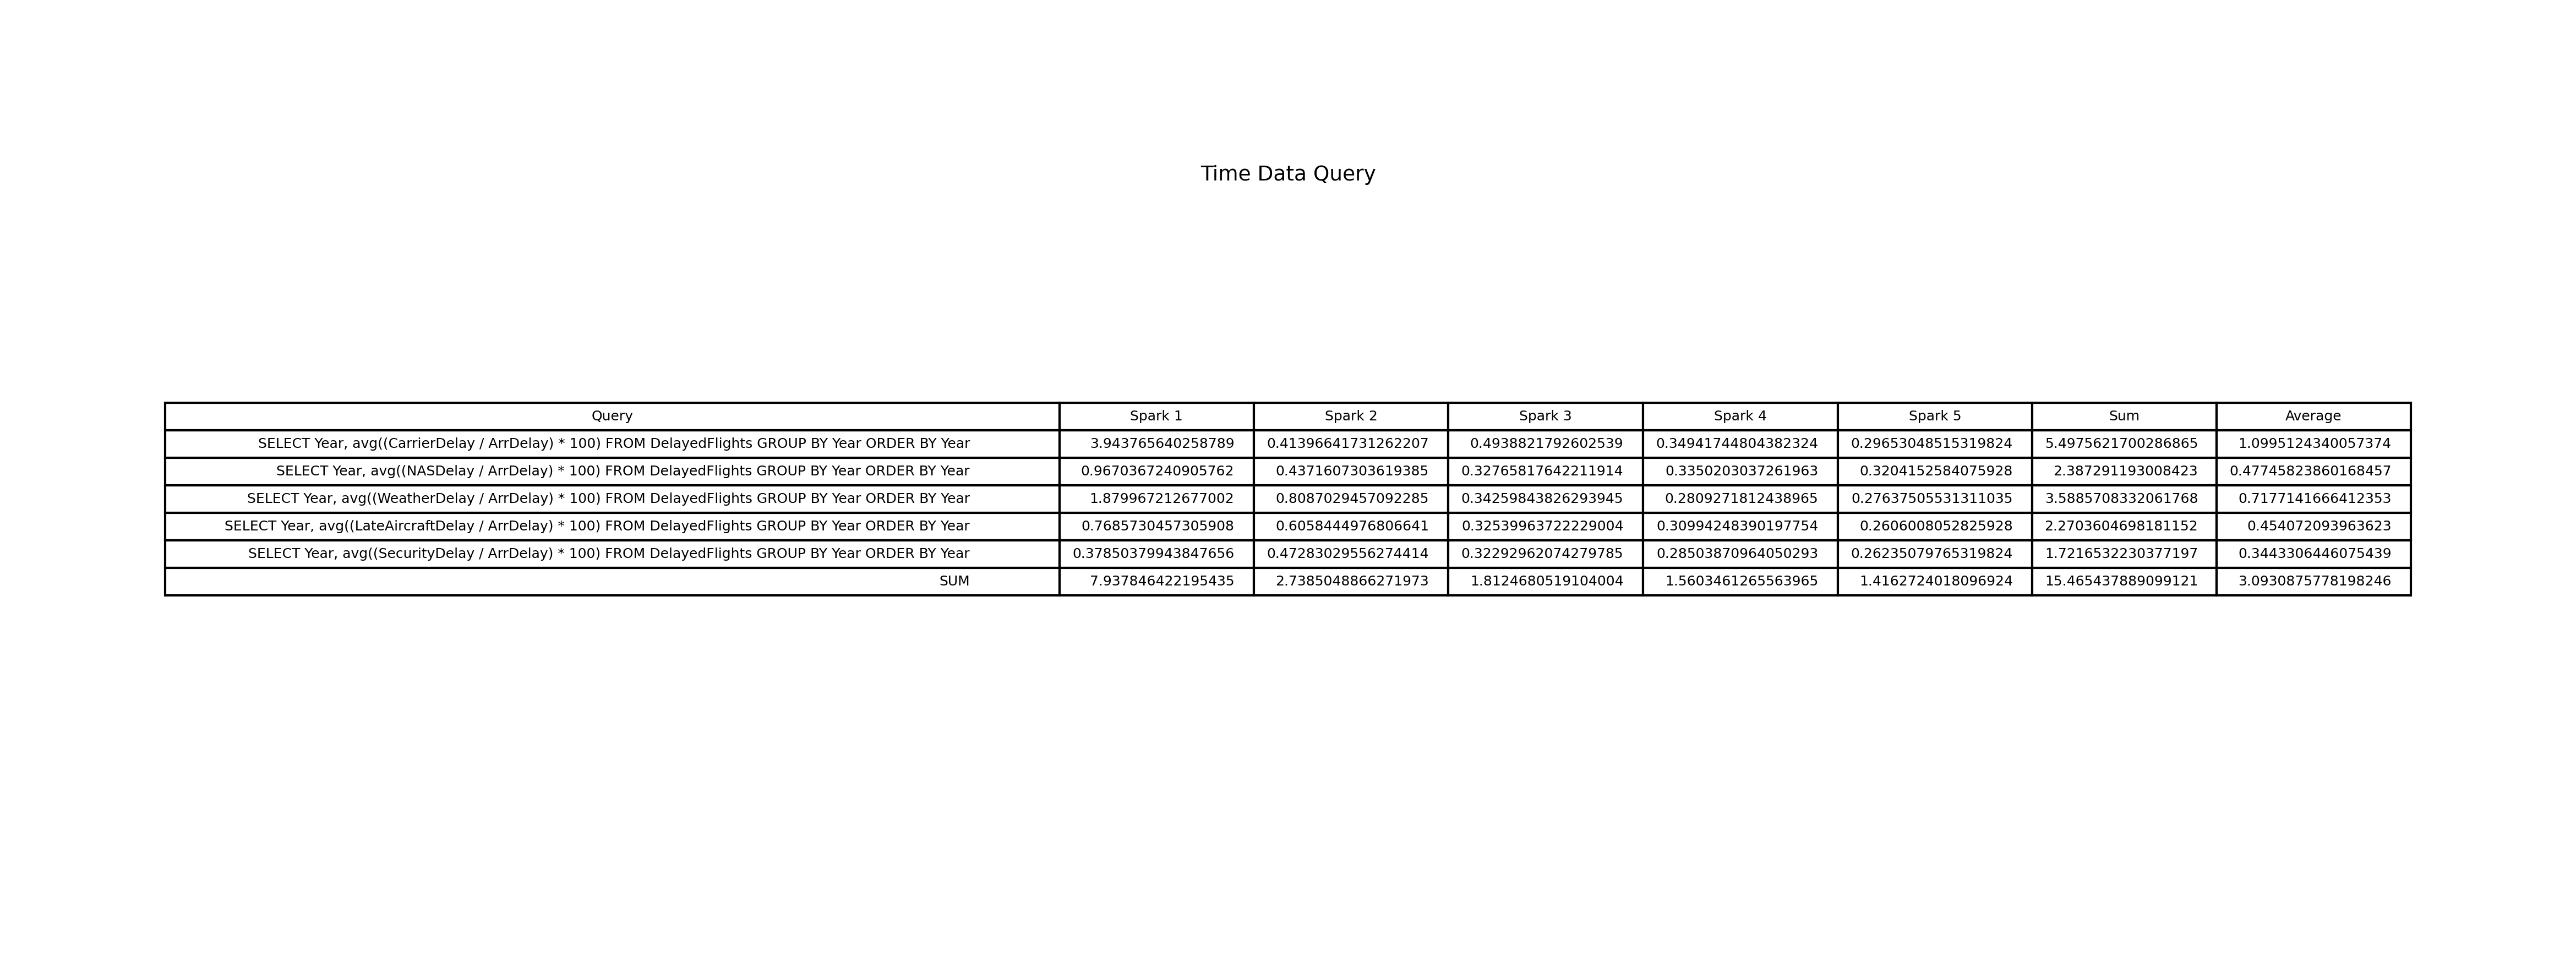 Time Data Query
Query Spark 1 Spark 2 Spark 3 Spark 4 Spark 5 Sum Average
SELECT Year, avg((CarrierDelay / ArrDelay) * 100) FROM DelayedFlights GROUP BY Year ORDER BY Year 3.943765640258789 0.41396641731262207 0.4938821792602539 0.34941744804382324 0.29653048515319824 5.4975621700286865 1.0995124340057374
SELECT Year, avg((NASDelay / ArrDelay) * 100) FROM DelayedFlights GROUP BY Year ORDER BY Year 0.9670367240905762 0.4371607303619385 0.32765817642211914 0.3350203037261963 0.3204152584075928 2.387291193008423 0.47745823860168457
SELECT Year, avg((WeatherDelay / ArrDelay) * 100) FROM DelayedFlights GROUP BY Year ORDER BY Year 1.879967212677002 0.8087029457092285 0.34259843826293945 0.2809271812438965 0.27637505531311035 3.5885708332061768 0.7177141666412353
SELECT Year, avg((LateAircraftDelay / ArrDelay) * 100) FROM DelayedFlights GROUP BY Year ORDER BY Year 0.7685730457305908 0.6058444976806641 0.32539963722229004 0.30994248390197754 0.2606008052825928 2.2703604698181152 0.454072093963623
SELECT Year, avg((SecurityDelay / ArrDelay) * 100) FROM DelayedFlights GROUP BY Year ORDER BY Year 0.37850379943847656 0.47283029556274414 0.32292962074279785 0.28503870964050293 0.26235079765319824 1.7216532230377197 0.3443306446075439
SUM 7.937846422195435 2.7385048866271973 1.8124680519104004 1.5603461265563965 1.4162724018096924 15.465437889099121 3.0930875778198246